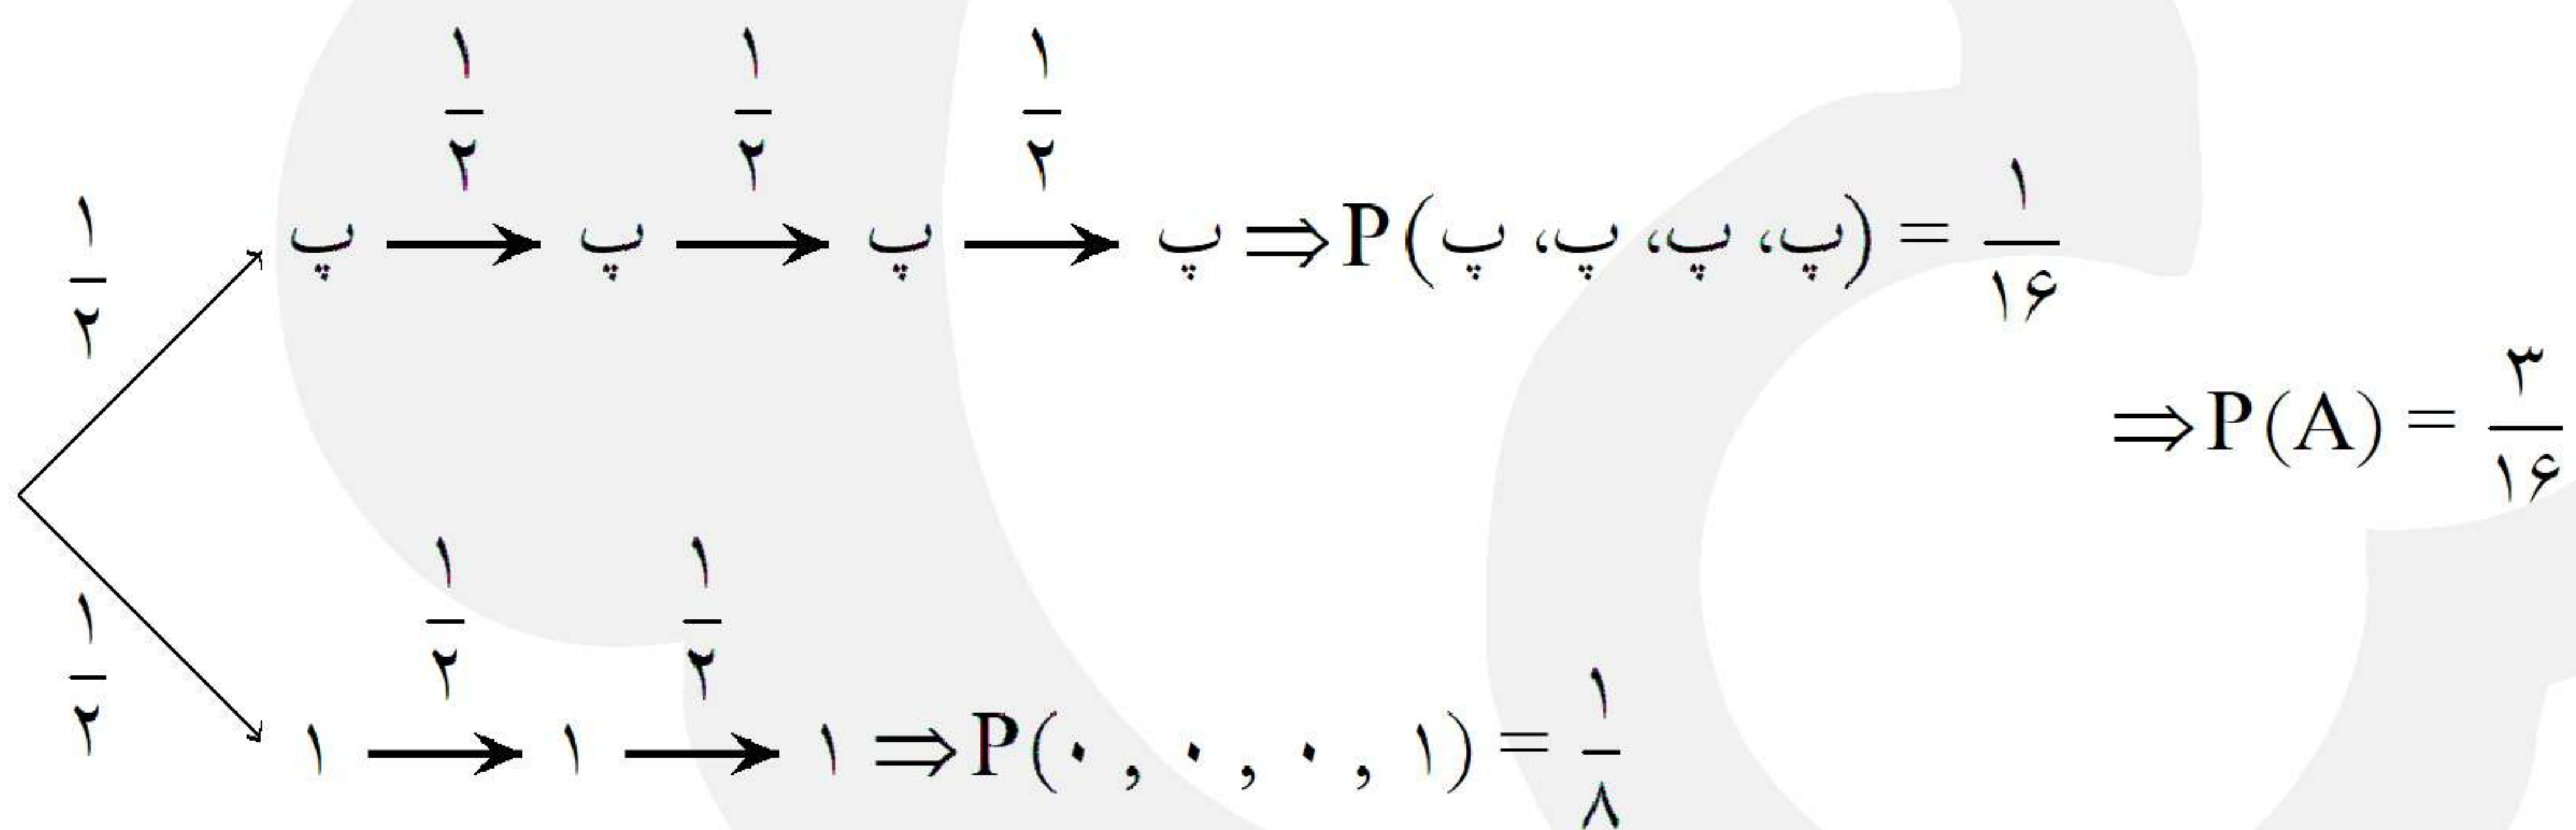 ۱/۲ ۱/۲ ۱/۲
۱/۲ پ → پ → پ → پ ⇒ P(پ ،پ ،پ ،پ) = ۱/۱۶
⇒ P(A) = ۳/۱۶
۱/۲ ۱/۲
۱/۲ ۱ → ۱ → ۱ ⇒ P(۰ , ۰ , ۰ , ۱) = ۱/۸